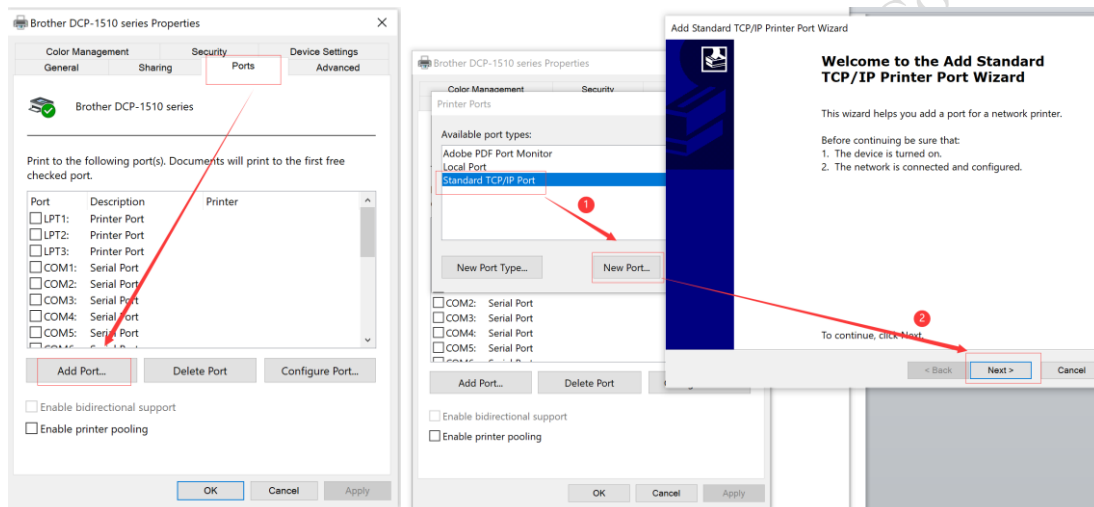 Brother DCP-1510 series Properties
Color Management Security Device Settings
General Sharing Ports Advanced
Brother DCP-1510 series
Print to the following port(s). Documents will print to the first free
checked port.
Port Description Printer
LPT1: Printer Port
LPT2: Printer Port
LPT3: Printer Port
COM1: Serial Port
COM2: Serial Port
COM3: Serial Port
COM4: Serial Port
COM5: Serial Port
Add Port... Delete Port Configure Port...
Enable bidirectional support
Enable printer pooling
OK Cancel Apply
Brother DCP-1510 series Properties
Color Management Security
Printer Ports
Available port types:
Adobe PDF Port Monitor
Local Port
Standard TCP/IP Port
1
New Port Type... New Port...
COM2: Serial Port
COM3: Serial Port
COM4: Serial Port
COM5: Serial Port
Add Port... Delete Port
Enable bidirectional support
Enable printer pooling
OK Cancel Apply
Add Standard TCP/IP Printer Port Wizard
Welcome to the Add Standard
TCP/IP Printer Port Wizard
This wizard helps you add a port for a network printer.
Before continuing be sure that:
1. The device is turned on.
2. The network is connected and configured.
2
To continue, click Next.
< Back Next > Cancel